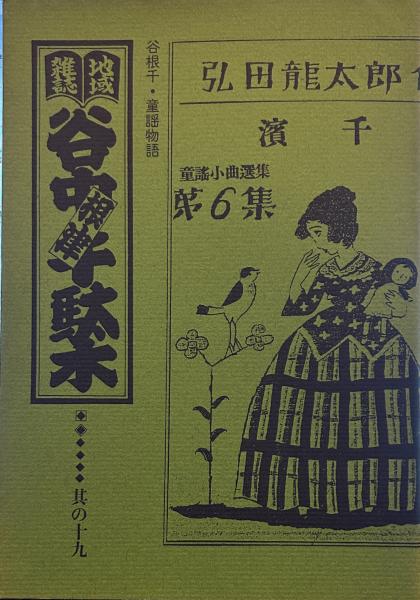 地域
雑誌
谷中
根津
千駄木
其の十九
谷根千・童謡物語
弘田龍太郎
濱千
童謠小曲選集
第6集